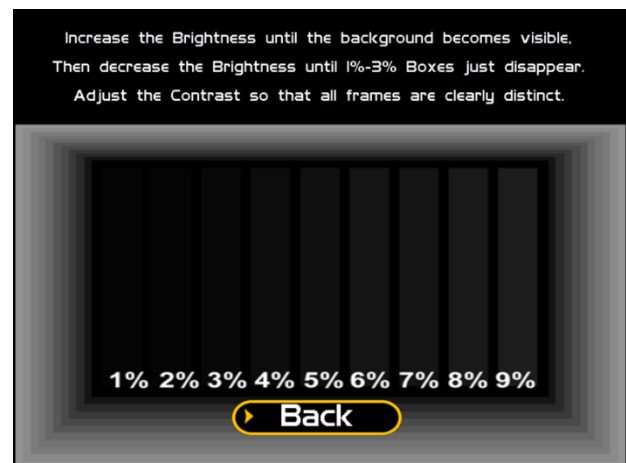 Increase the Brightness until the background becomes visible,
Then decrease the Brightness until 1%-3% Boxes just disappear.
Adjust the Contrast so that all frames are clearly distinct.
1% 2% 3% 4% 5% 6% 7% 8% 9%
Back